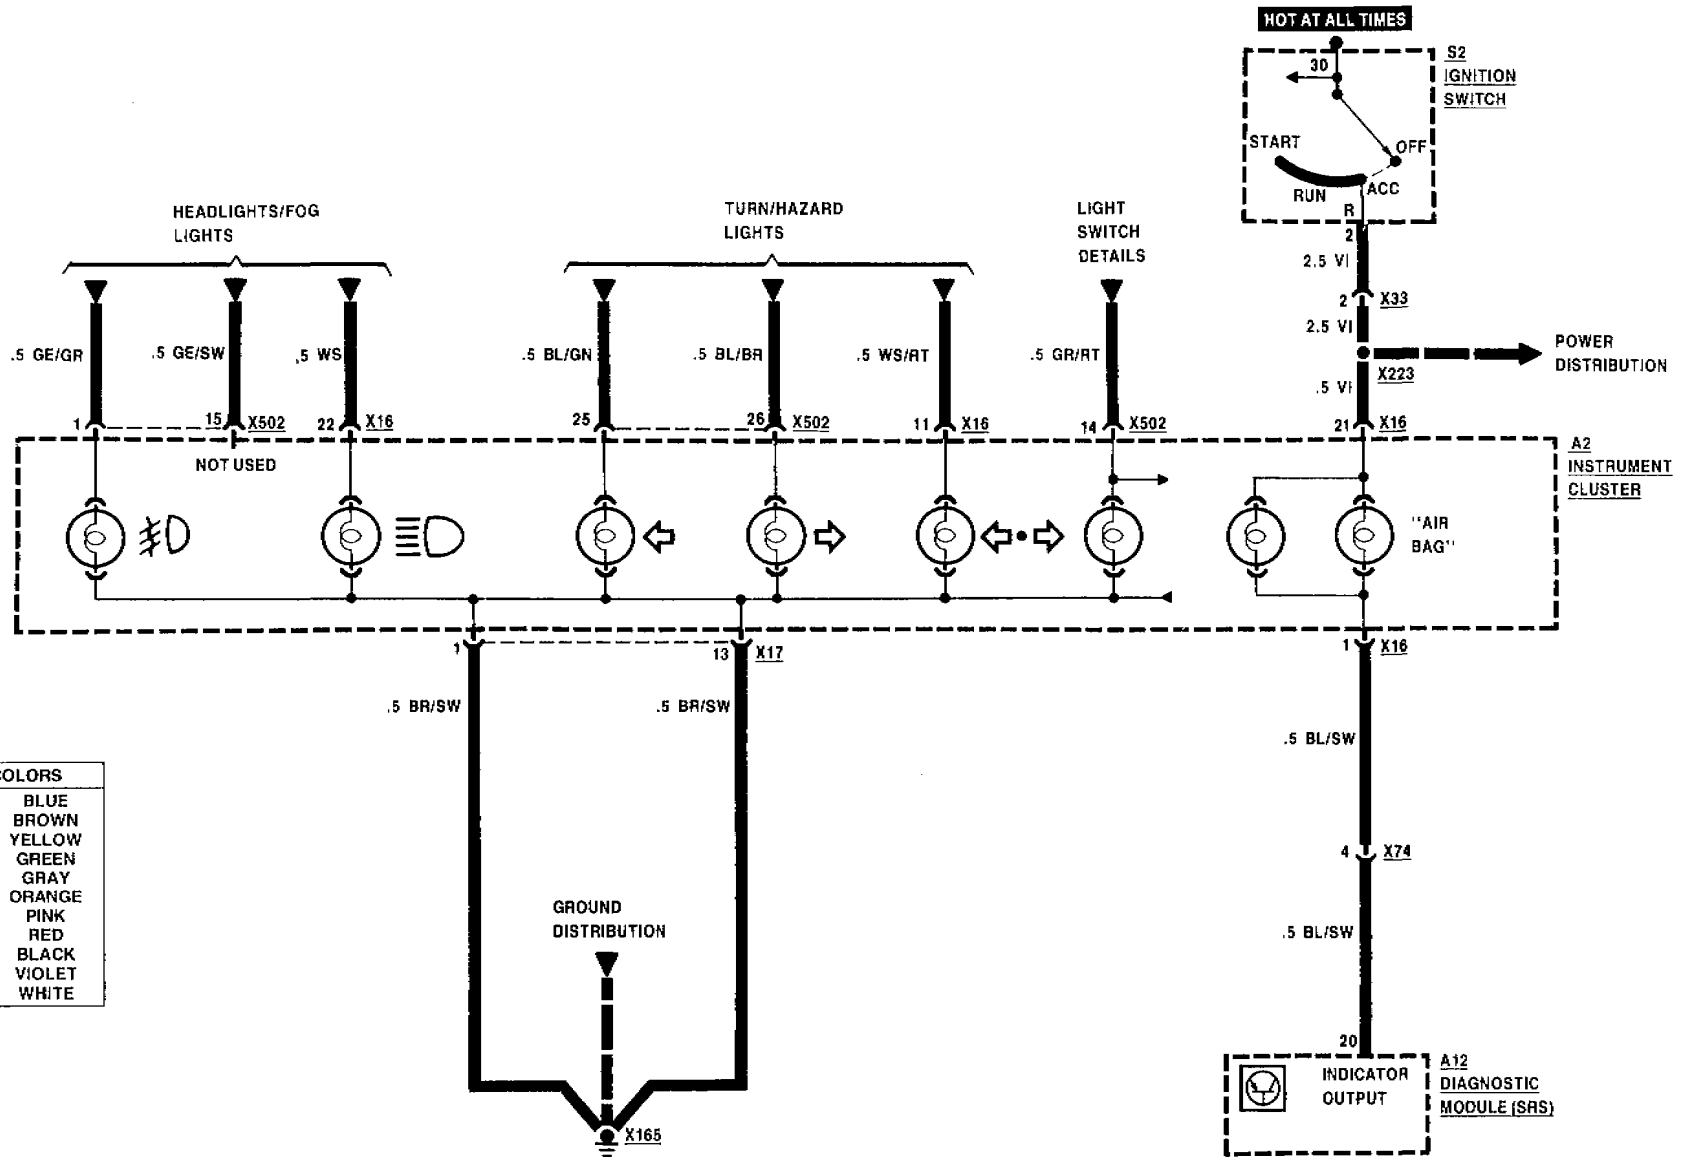 HOT AT ALL TIMES
S2
IGNITION
SWITCH
30
START
OFF
RUN
ACC
R
2
2.5 VI
2
X33
2.5 VI
X223
POWER
DISTRIBUTION
.5 VI
HEADLIGHTS/FOG
LIGHTS
TURN/HAZARD
LIGHTS
LIGHT
SWITCH
DETAILS
.5 GE/GR
.5 GE/SW
.5 WS
.5 BL/GN
.5 BL/BR
.5 WS/RT
.5 GR/RT
1
15
X502
22
X16
25
26
X502
11
X16
14
X502
21
X16
NOT USED
A2
INSTRUMENT
CLUSTER
"AIR
BAG"
1
13
X17
1
X16
.5 BR/SW
.5 BR/SW
.5 BL/SW
OLORS
BLUE
BROWN
YELLOW
GREEN
GRAY
ORANGE
PINK
RED
BLACK
VIOLET
WHITE
4
X74
GROUND
DISTRIBUTION
.5 BL/SW
20
INDICATOR
OUTPUT
A12
DIAGNOSTIC
MODULE (SRS)
X165